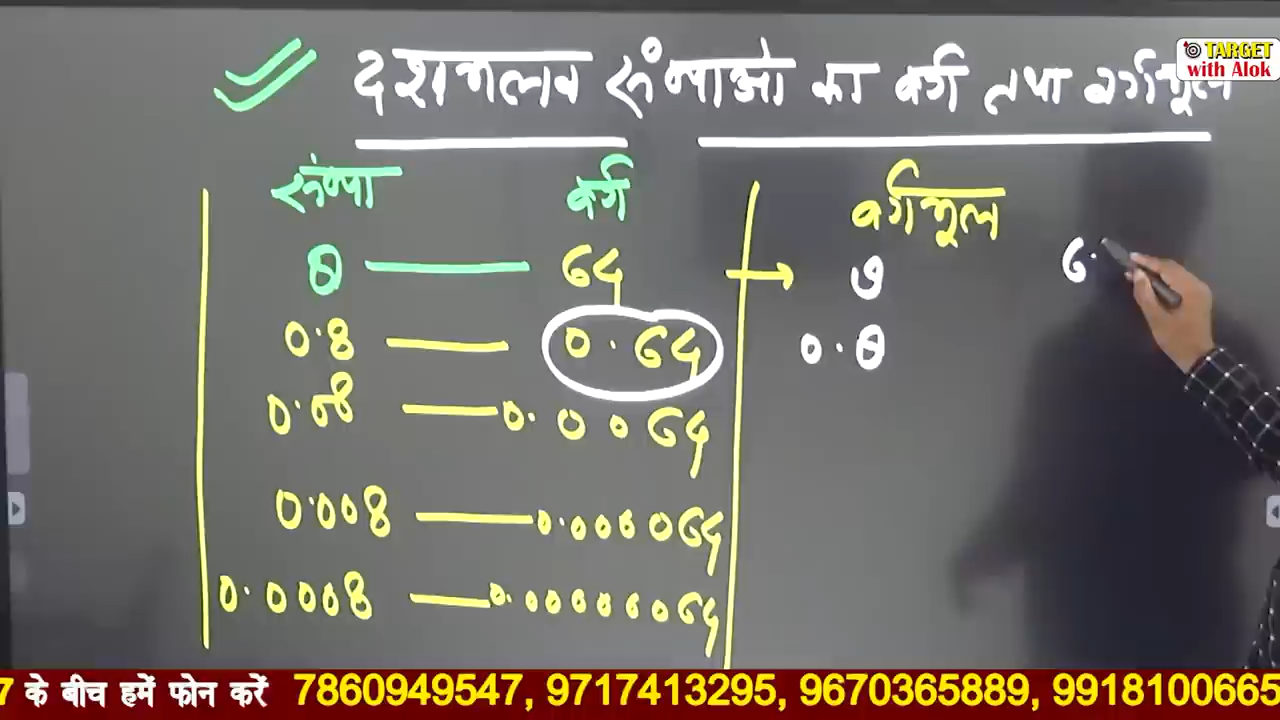 TARGET
with Alok
दशमलव संख्याओ का वर्ग तथा वर्गमूल
संख्या वर्ग वर्गमूल
8 — 64 → 8 6.
0.8 — 0.64 0.8
0.08 — 0.0064
0.008 — 0.000064
0.0008 — 0.00000064
7 के बीच हमें फोन करें 7860949547, 9717413295, 9670365889, 9918100665